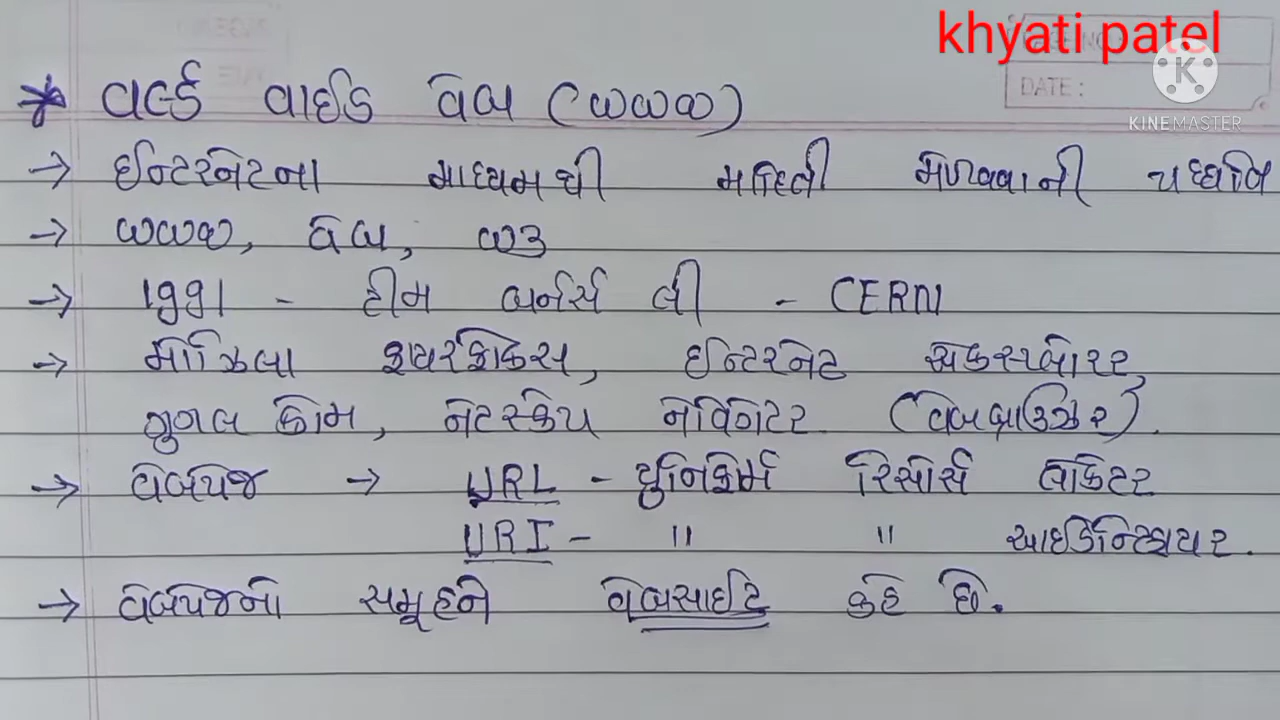 khyati patel
PAGE NO
DATE :
KINEMASTER
* વર્લ્ડ વાઈડ વેબ (WWW)
→ ઈન્ટરનેટના માધ્યમથી માહિતી મેળવવાની પધ્ધતિ
→ WWW, વેબ, W3
→ 1991 - ટીમ બર્નર્સ લી - CERN
→ મોઝિલા ફાયરફોક્સ, ઈન્ટરનેટ એક્સપ્લોરર,
ગુગલ ક્રોમ, નેટસ્કેપ નેવિગેટર (વેબબ્રાઉઝર).
→ વેબપેજ → URL - યુનિફોર્મ રિસોર્સ લોકેટર
URI - " " આઈડેન્ટિફાયર.
→ વેબપેજનો સમૂહને વેબસાઈટ કહે છે.